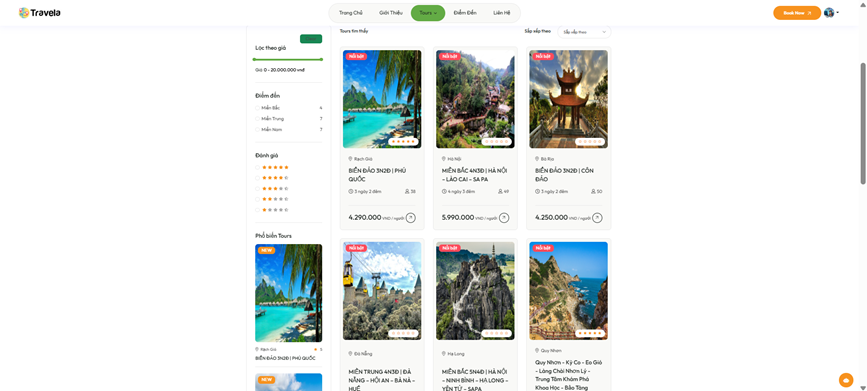 Travela
Trang Chủ
Giới Thiệu
Tours
Điểm Đến
Liên Hệ
Book Now
Lọc theo giá
Giá 0 - 20.000.000 vnđ
Điểm đến
Miền Bắc 4
Miền Trung 7
Miền Nam 7
Đánh giá
Phổ biến Tours
NEW
Rạch Giá
5
BIỂN ĐẢO 3N2Đ | PHÚ QUỐC
NEW
Tours tìm thấy
Sắp xếp theo
Sắp xếp theo
Nổi bật
Rạch Giá
BIỂN ĐẢO 3N2Đ | PHÚ
QUỐC
3 ngày 2 đêm
38
4.290.000 VND / người
Nổi bật
Hà Nội
MIỀN BẮC 4N3Đ | HÀ NỘI
- LÀO CAI - SA PA
4 ngày 3 đêm
49
5.990.000 VND / người
Nổi bật
Bà Rịa
BIỂN ĐẢO 3N2Đ | CÔN
ĐẢO
3 ngày 2 đêm
50
4.250.000 VND / người
Nổi bật
Đà Nẵng
MIỀN TRUNG 4N3Đ | ĐÀ
NẴNG - HỘI AN - BÀ NÀ -
HUẾ
Nổi bật
Hạ Long
MIỀN BẮC 5N4Đ | HÀ NỘI
- NINH BÌNH - HẠ LONG -
YÊN TỬ - SAPA
Nổi bật
Quy Nhơn
Quy Nhơn - Kỳ Co - Eo Gió
- Làng Chài Nhơn Lý -
Trung Tâm Khám Phá
Khoa Học - Bảo Tàng